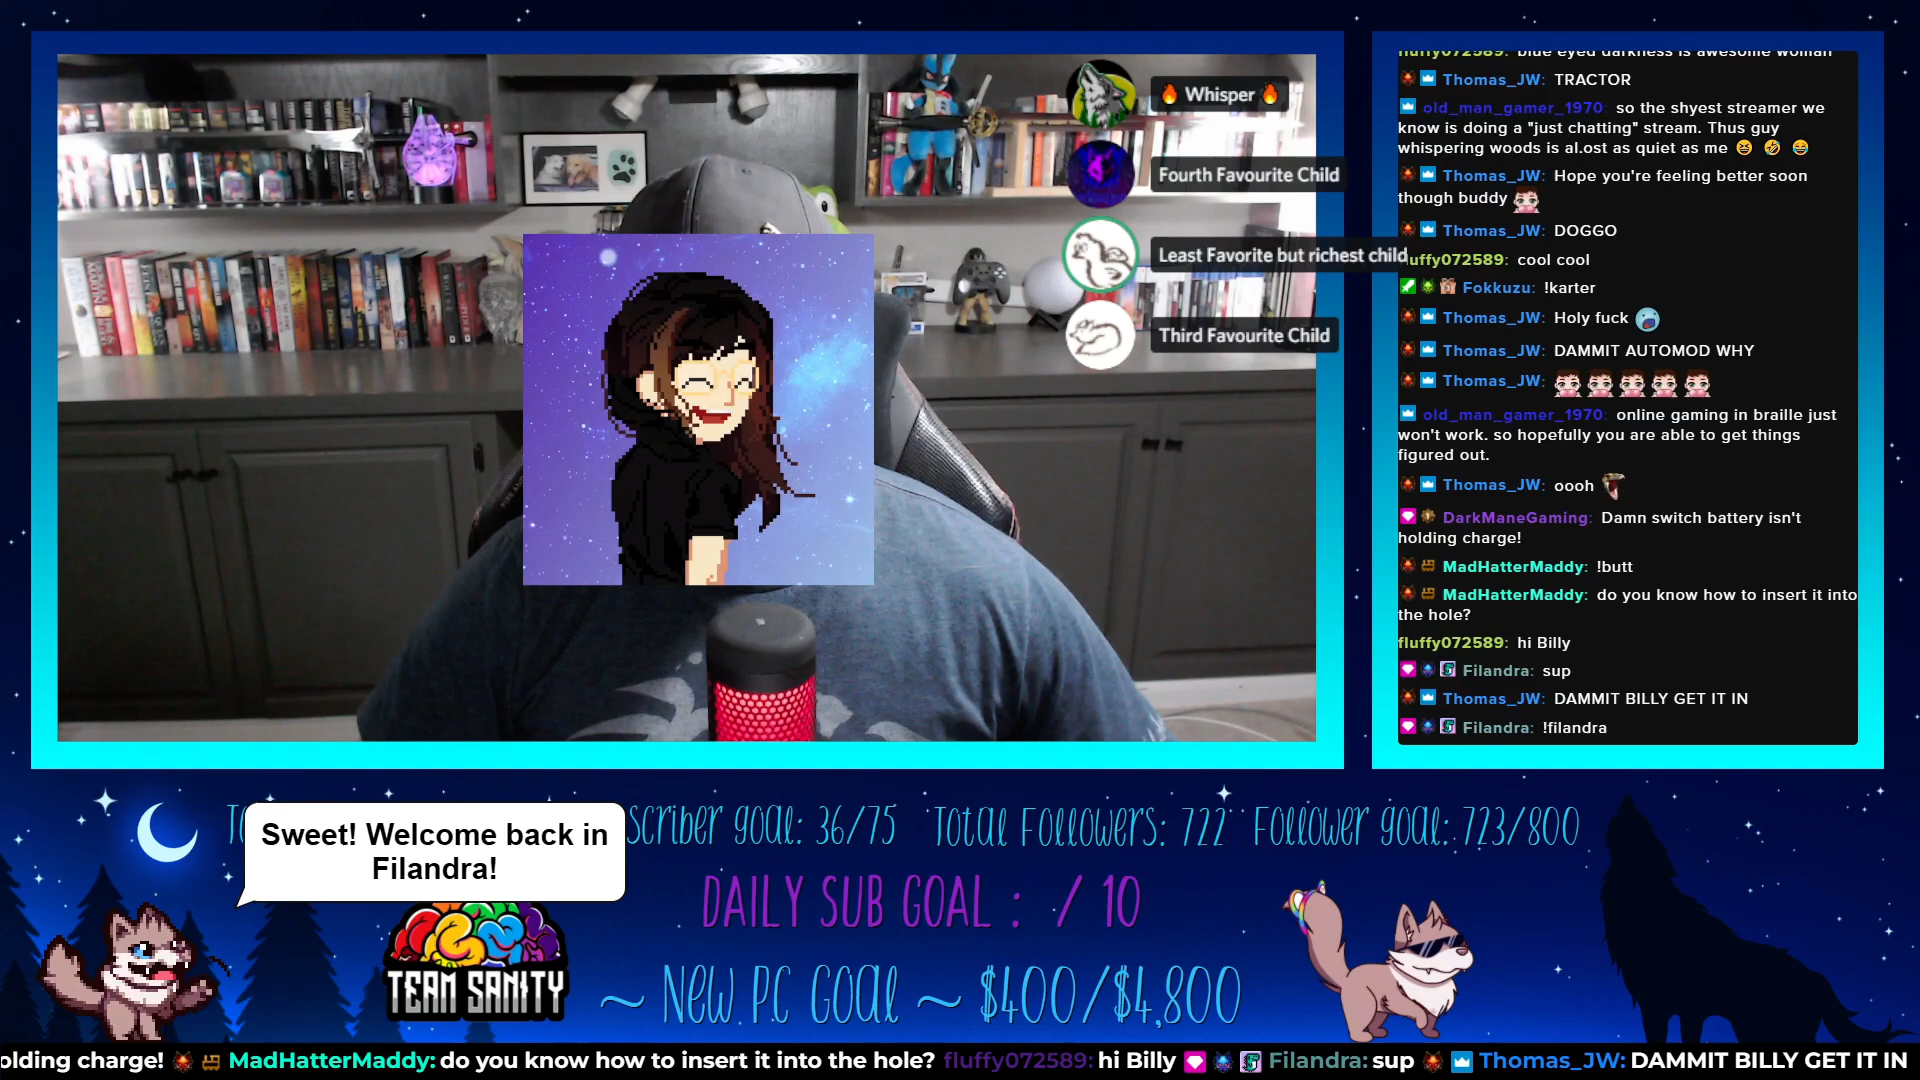 🔥 Whisper 🔥
Fourth Favourite Child
Least Favorite but richest child
Third Favourite Child
fluffy072589: blue eyed darkness is awesome woman
Thomas_JW: TRACTOR
old_man_gamer_1970: so the shyest streamer we
know is doing a "just chatting" stream. Thus guy
whispering woods is al.ost as quiet as me 😆 🤣 😂
Thomas_JW: Hope you're feeling better soon
though buddy
Thomas_JW: DOGGO
uffy072589: cool cool
Fokkuzu: !karter
Thomas_JW: Holy fuck
Thomas_JW: DAMMIT AUTOMOD WHY
Thomas_JW:
old_man_gamer_1970: online gaming in braille just
won't work. so hopefully you are able to get things
figured out.
Thomas_JW: oooh
DarkManeGaming: Damn switch battery isn't
holding charge!
MadHatterMaddy: !butt
MadHatterMaddy: do you know how to insert it into
the hole?
fluffy072589: hi Billy
Filandra: sup
Thomas_JW: DAMMIT BILLY GET IT IN
Filandra: !filandra
scriber goal: 36/75 Total Followers: 722 Follower goal: 723/800
Sweet! Welcome back in
Filandra!
DAILY SUB GOAL : / 10
TEAM SANITY
~ New PC Goal ~ $400/$4,800
olding charge! MadHatterMaddy: do you know how to insert it into the hole? fluffy072589: hi Billy Filandra: sup Thomas_JW: DAMMIT BILLY GET IT IN